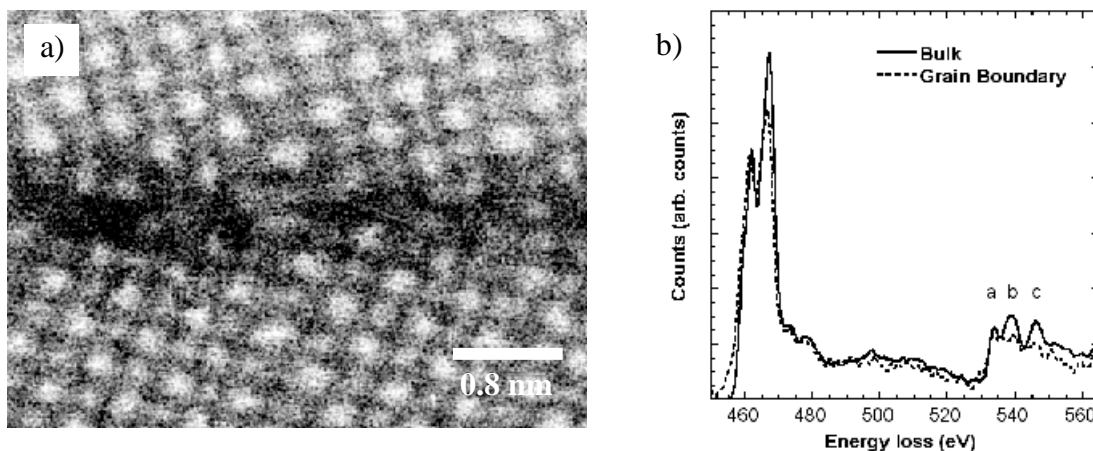 a)
0.8 nm
b)
Bulk
Grain Boundary
a b c
Counts (arb. counts)
460 480 500 520 540 560
Energy loss (eV)